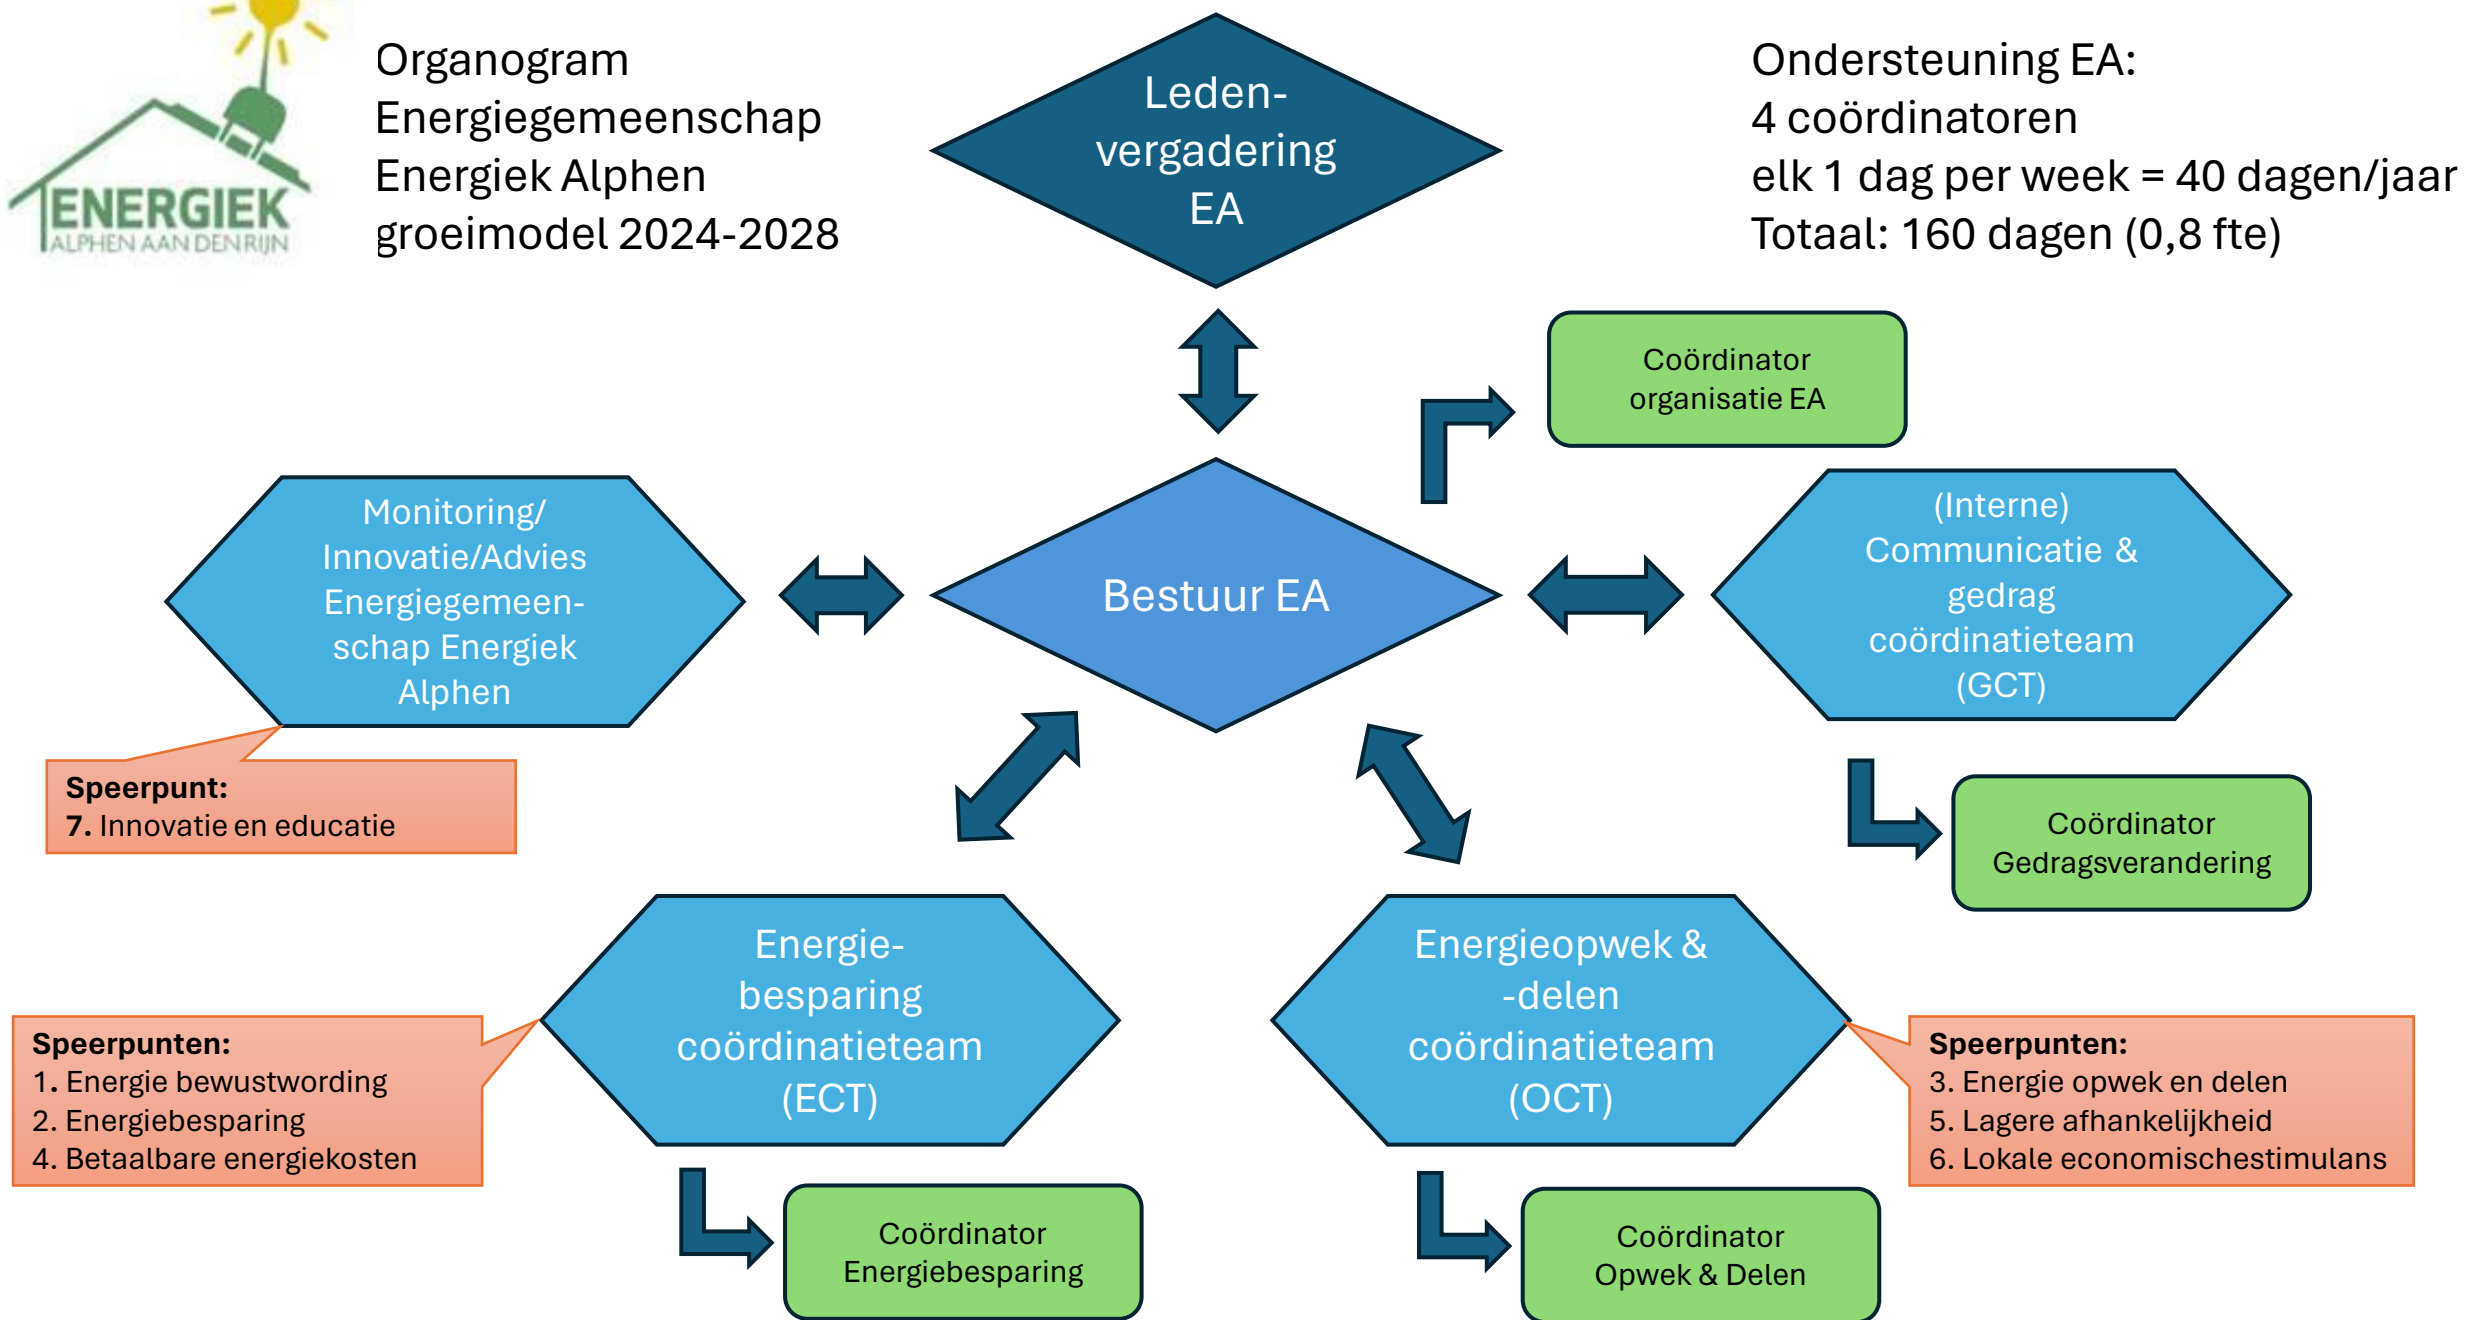 ENERGIEK
ALPHEN AAN DEN RIJN
Organogram
Energiegemeenschap
Energiek Alphen
groeimodel 2024-2028
Leden-
vergadering
EA
Ondersteuning EA:
4 coördinatoren
elk 1 dag per week = 40 dagen/jaar
Totaal: 160 dagen (0,8 fte)
Coördinator
organisatie EA
Monitoring/
Innovatie/Advies
Energiegemeen-
schap Energiek
Alphen
Bestuur EA
(Interne)
Communicatie &
gedrag
coördinatieteam
(GCT)
Speerpunt:
7. Innovatie en educatie
Coördinator
Gedragsverandering
Energie-
besparing
coördinatieteam
(ECT)
Energieopwek &
-delen
coördinatieteam
(OCT)
Speerpunten:
1. Energie bewustwording
2. Energiebesparing
4. Betaalbare energiekosten
Speerpunten:
3. Energie opwek en delen
5. Lagere afhankelijkheid
6. Lokale economischestimulans
Coördinator
Energiebesparing
Coördinator
Opwek & Delen